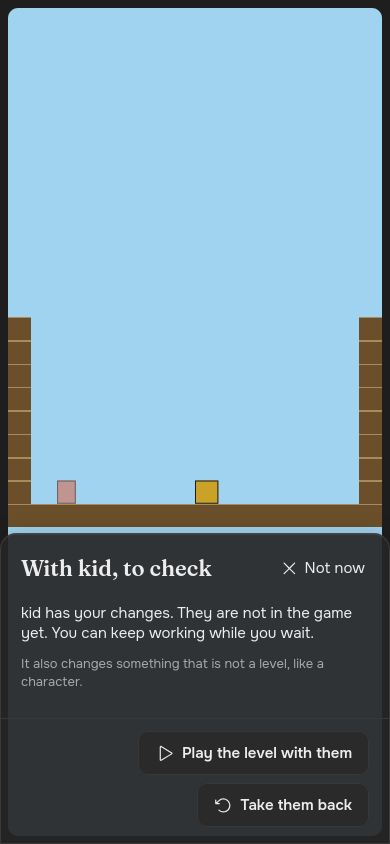 With kid, to check
Not now
kid has your changes. They are not in the game
yet. You can keep working while you wait.
It also changes something that is not a level, like a
character.
Play the level with them
Take them back